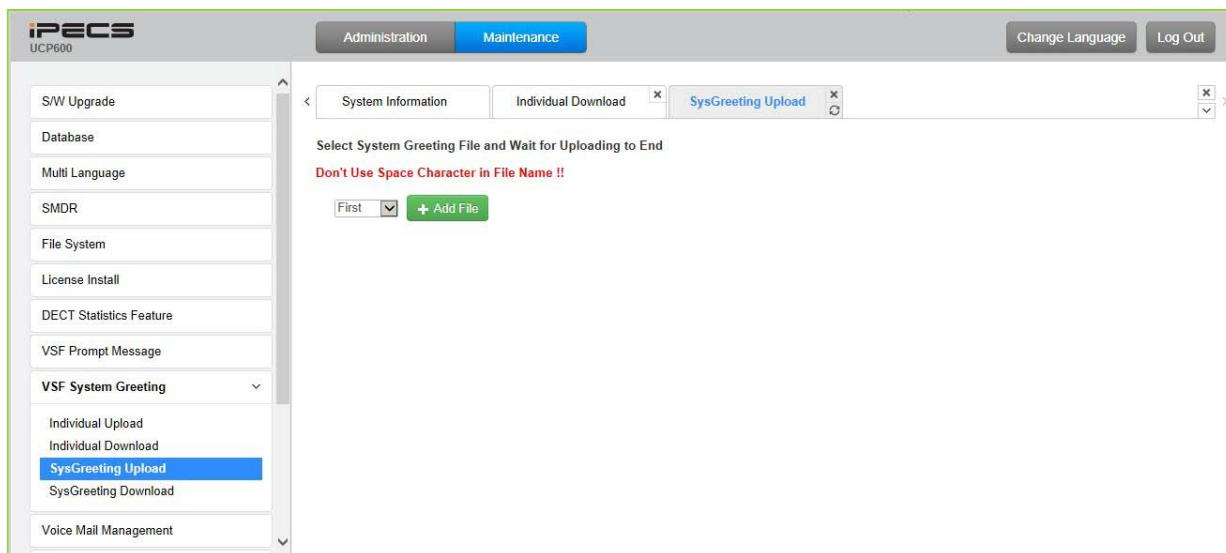 iPECS
UCP600
Administration
Maintenance
Change Language
Log Out
S/W Upgrade
Database
Multi Language
SMDR
File System
License Install
DECT Statistics Feature
VSF Prompt Message
VSF System Greeting
Individual Upload
Individual Download
SysGreeting Upload
SysGreeting Download
Voice Mail Management
System Information
Individual Download
SysGreeting Upload
Select System Greeting File and Wait for Uploading to End
Don't Use Space Character in File Name !!
First
+ Add File